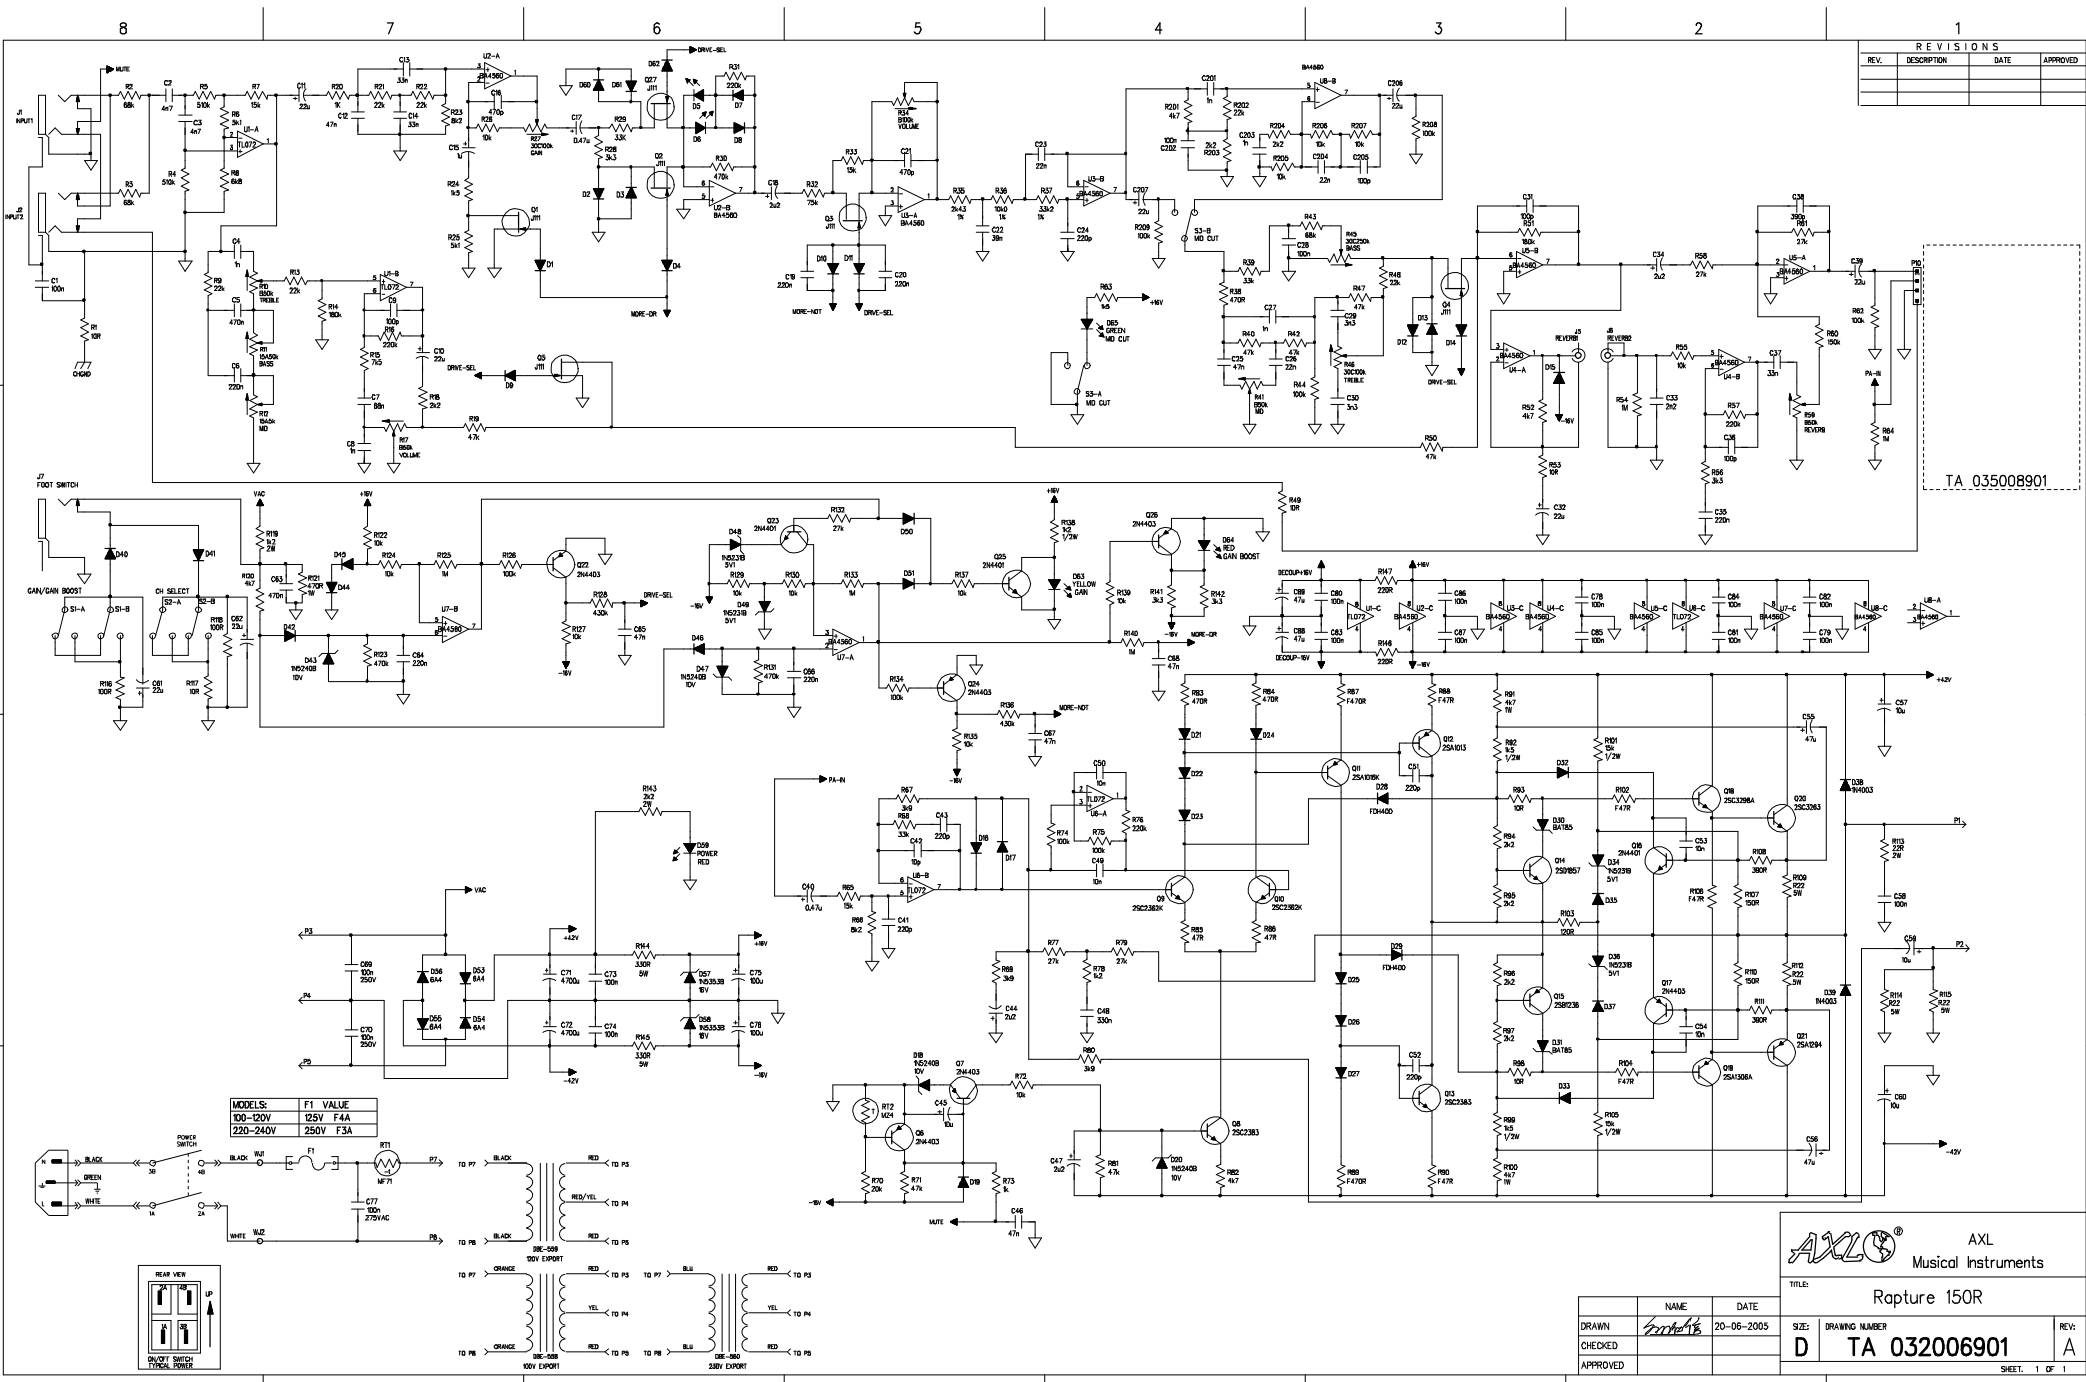 8 7 6 5 4 3 2 1
REVISIONS
REV. DESCRIPTION DATE APPROVED
J1
INPUT1
MUTE
R2
68k
C2
4n7
R5
510k
R7
15k
C11
22u
R20
1K
R21
22k
R22
22k
C13
33n
C12
47n
C14
33n
R23
8k2
U2-A
BA4560
C16
470p
R26
10k
R27
30C100k
GAIN
C17
0.47u
R29
33K
R28
3k3
D60
D61
Q27
J111
D62
DRIVE-SEL
D5
D6
R31
220k
D7
D8
R30
470k
U2-B
BA4560
C18
2u2
R32
75k
R33
15k
R34
B100k
VOLUME
C21
470p
U3-A
BA4560
R35
2k43
1%
R36
10k0
1%
R37
33k2
1%
C22
39n
C23
22n
C24
220p
U3-B
BA4560
C207
22u
R209
100k
S3-B
MID CUT
R201
4k7
C201
1n
R202
22k
100n
C202
2k2
R203
C203
1n
R204
2k2
R205
10k
R206
10k
R207
10k
C204
22n
C205
100p
BA4560
U8-B
C206
22u
R208
100k
C3
4n7
R6
5k1
U1-A
TL072
R4
510k
R8
6k8
J2
INPUT2
R3
68k
C1
100n
R1
10R
CHGND
C4
1n
R9
22k
R10
B50k
TREBLE
C5
470n
R11
15A50k
BASS
C6
220n
R12
15A5k
MID
R13
22k
R14
180k
U1-B
TL072
C9
100p
R16
220k
R15
7k5
C10
22u
C7
68n
R18
2k2
C8
1n
R17
B50k
VOLUME
R19
47k
C15
1u
R24
1k5
R25
5k1
Q1
J111
D1
D2
D3
Q2
J111
D4
MORE-DR
DRIVE-SEL
D9
Q5
J111
Q3
J111
C19
220n
D10
D11
C20
220n
MORE-NOT
DRIVE-SEL
R63
1k5
+16V
D65
GREEN
MID CUT
S3-A
MID CUT
R38
470R
R39
33k
C27
1n
R40
47k
R42
47k
C25
47n
C26
22n
R41
B50k
MID
R44
100k
R43
68k
C28
100n
R45
30C250k
BASS
R48
22k
R47
47k
C29
3n3
R46
30C100k
TREBLE
C30
3n3
D12
D13
D14
Q4
J111
DRIVE-SEL
R50
47k
C31
100p
R51
180k
U5-B
BA4560
C34
2u2
R58
27k
C38
390p
R61
27k
U5-A
BA4560
C39
22u
R62
100k
P10
U4-A
BA4560
D15
-16V
R52
4k7
R53
10R
C32
22u
J5
REVERB1
J6
REVERB2
R54
1M
C33
2n2
R55
10k
U4-B
BA4560
R57
220k
C36
100p
R56
3k3
C35
220n
C37
33n
R59
B50k
REVERB
R60
150k
PA-IN
R64
1M
TA 035008901
J7
FOOT SWITCH
D40
D41
GAIN/GAIN BOOST
S1-A
S1-B
CH SELECT
S2-A
S2-B
R116
100R
C61
22u
R117
10R
R118
100R
C62
22u
VAC
R119
1k2
2W
R120
4k7
C63
470n
R121
470R
1W
D44
D45
+16V
R122
10k
R124
10k
R125
1M
R126
100k
U7-B
BA4560
D42
D43
1N5240B
10V
R123
470k
C64
220n
Q22
2N4403
R128
430k
R127
10k
-16V
C65
47n
DRIVE-SEL
D46
D47
1N5240B
10V
R131
470k
C66
220n
D48
1N5231B
5V1
Q23
2N4401
R129
10k
D49
1N5231B
5V1
R130
10k
-16V
R132
27k
D50
R133
1M
D51
U7-A
BA4560
R137
10k
Q25
2N4401
+16V
R138
1k2
1/2W
D63
YELLOW
GAIN
R134
100k
Q24
2N4403
R136
430k
MORE-NOT
R135
10k
-16V
C67
47n
R139
10k
Q26
2N4403
R141
3k3
-16V
D64
RED
GAIN BOOST
R142
3k3
R140
1M
MORE-DR
C68
47n
R49
10R
DECOUP+16V
C89
47u
C88
47u
DECOUP-16V
C80
100n
C83
100n
R147
220R
R146
220R
+16V
-16V
U1-C
TL072
U2-C
BA4560
C86
100n
C87
100n
U3-C
BA4560
U4-C
BA4560
C78
100n
C85
100n
U5-C
BA4560
U6-C
TL072
C84
100n
C81
100n
U7-C
BA4560
C82
100n
C79
100n
U8-C
BA4560
U8-A
BA4560
R83
470R
R84
470R
D21
D22
D23
D24
R87
F470R
R88
F47R
Q11
2SA1016K
Q12
2SA1013
C51
220p
D28
FDH400
R91
4k7
1W
R92
1k5
1/2W
R93
10R
R94
2k2
R95
2k2
D30
BAT85
Q14
2SD1857
D32
R101
15k
1/2W
R102
F47R
D34
1N5231B
5V1
D35
R103
120R
Q16
2N4401
C53
10n
Q18
2SC3298A
Q20
2SC3263
R106
F47R
R107
150R
R108
390R
R109
R22
5W
C55
47u
+42V
C57
10u
D38
1N4003
P1
R113
22R
2W
C58
100n
C59
10u
P2
R114
R22
5W
R115
R22
5W
C60
10u
-42V
D39
1N4003
D29
FDH400
D25
D26
D27
R96
2k2
R97
2k2
R98
10R
R99
1k5
1/2W
R100
4k7
1W
Q15
2SB1236
D31
BAT85
D33
D36
1N5231B
5V1
D37
R104
F47R
R105
15k
1/2W
Q17
2N4403
C54
10n
R110
150R
R111
390R
R112
R22
5W
Q19
2SA1306A
Q21
2SA1294
C56
47u
C52
220p
Q13
2SC2383
R89
F470R
R90
F47R
PA-IN
R67
3k9
R68
33k
C43
220p
C42
10p
U6-B
TL072
C40
0.47u
R65
15k
R66
8k2
C41
220p
D16
D17
C50
10n
U6-A
TL072
R74
100k
R75
100k
R76
220k
C49
10n
Q9
2SC2362K
Q10
2SC2362K
R85
47R
R86
47R
R77
27k
R79
27k
R78
1k2
C48
330n
R69
3k9
C44
2u2
R80
3k9
R143
2k2
2W
D59
POWER
RED
VAC
P3
P4
P5
C69
100n
250V
C70
100n
250V
D56
6A4
D53
6A4
D55
6A4
D54
6A4
+42V
-42V
C71
4700u
C72
4700u
C73
100n
C74
100n
R144
330R
5W
R145
330R
5W
D57
1N5353B
16V
D58
1N5353B
16V
C75
100u
C76
100u
+16V
-16V
RT2
MZ4
D18
1N5240B
10V
Q7
2N4403
R72
10k
C45
10u
Q6
2N4403
R70
20k
R71
47k
D19
R73
1k
-16V
MUTE
C46
47n
C47
2u2
R81
47k
D20
1N5240B
10V
Q8
2SC2383
R82
4k7
MODELS: F1 VALUE
100-120V 125V F4A
220-240V 250V F3A
N
L
BLACK
GREEN
WHITE
POWER
SWITCH
3B
4B
1A
2A
BLACK WJ1
WHITE WJ2
F1
RT1
MF71
C77
100n
275VAC
P7
P6
TO P7 BLACK
TO P6 BLACK
RED TO P3
RED/YEL TO P4
RED TO P5
DBE-559
120V EXPORT
TO P7 ORANGE
TO P6 ORANGE
RED TO P3
YEL TO P4
RED TO P5
DBE-558
100V EXPORT
TO P7 BLU
TO P6 BLU
RED TO P3
YEL TO P4
RED TO P5
DBE-560
230V EXPORT
REAR VIEW
2A 4B
1A 3B
UP
ON/OFF SWITCH
TYPICAL POWER
AXL ®
AXL
Musical Instruments
TITLE:
Rapture 150R
NAME DATE
DRAWN 20-06-2005
CHECKED
APPROVED
SIZE: DRAWING NUMBER REV:
D TA 032006901 A
SHEET. 1 OF 1